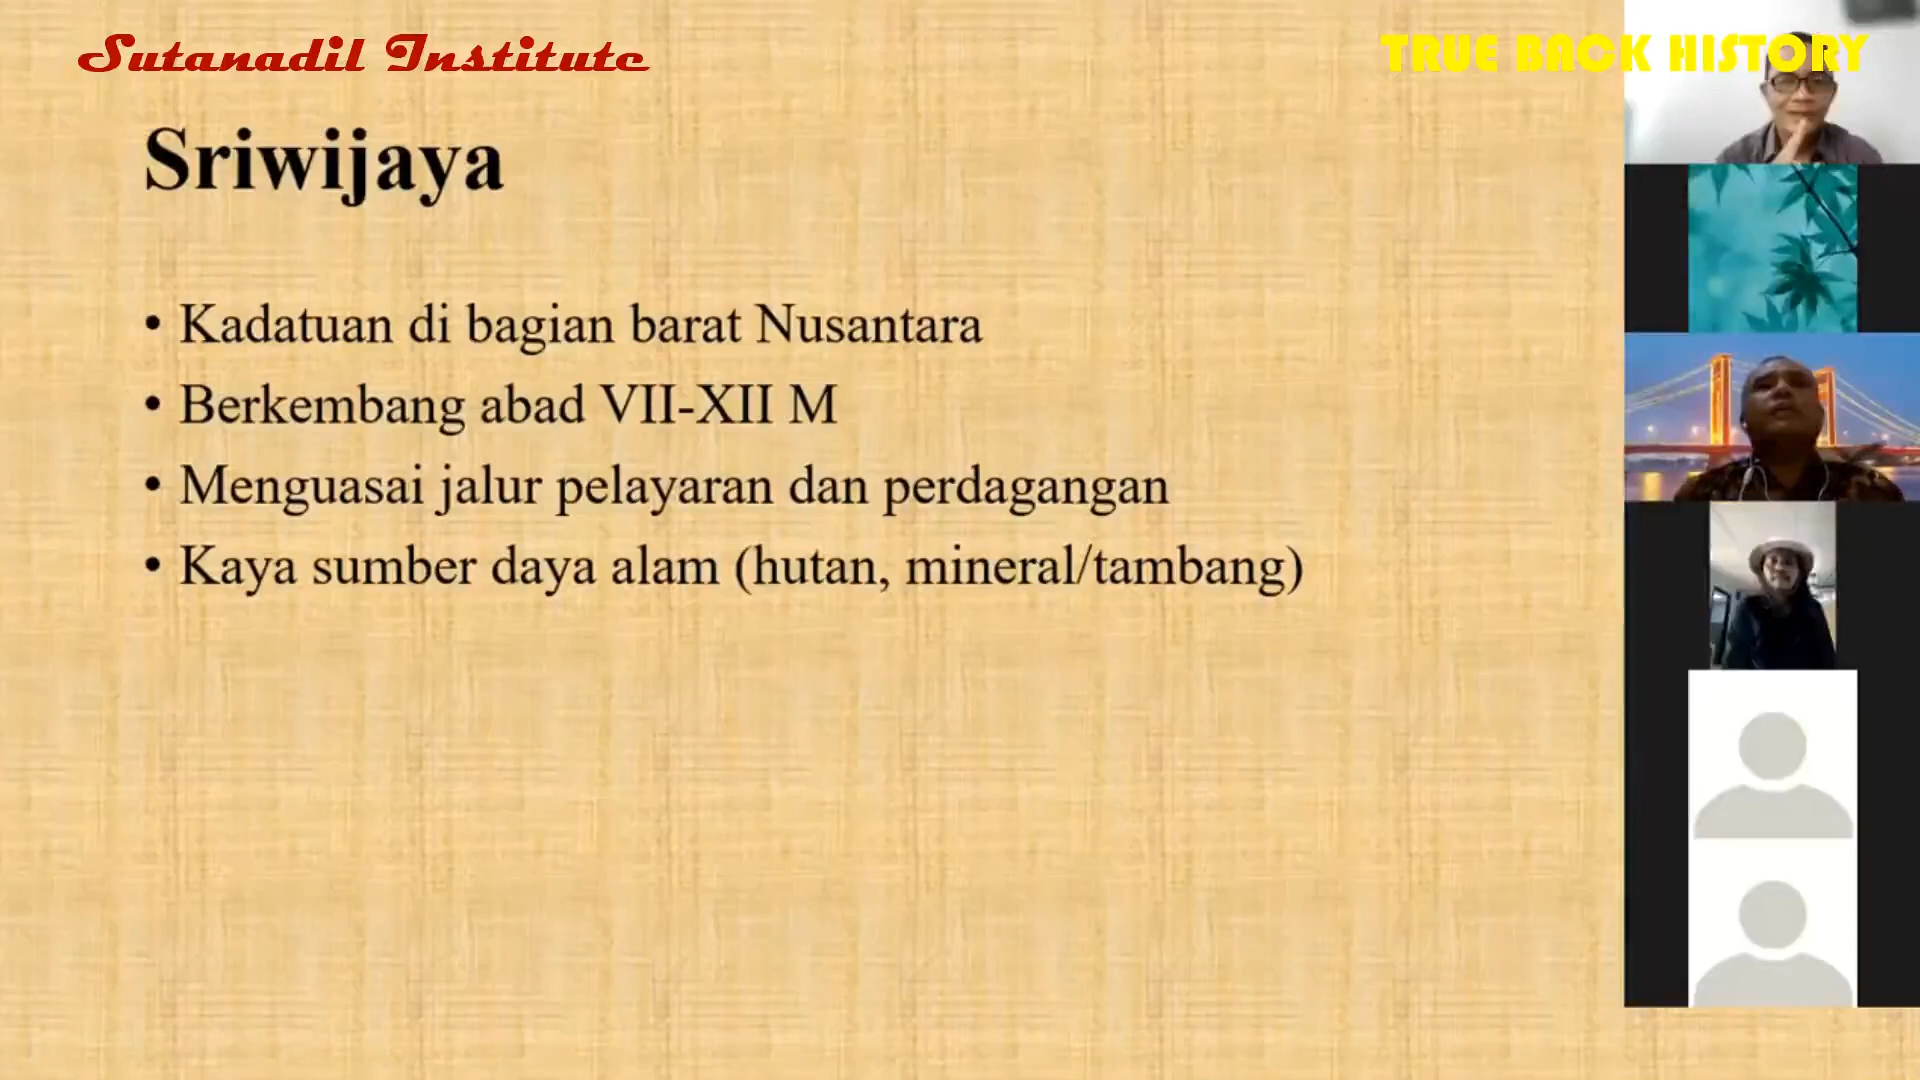 Sutanadil Institute
TRUE BACK HISTORY
Sriwijaya
• Kadatuan di bagian barat Nusantara
• Berkembang abad VII-XII M
• Menguasai jalur pelayaran dan perdagangan
• Kaya sumber daya alam (hutan, mineral/tambang)